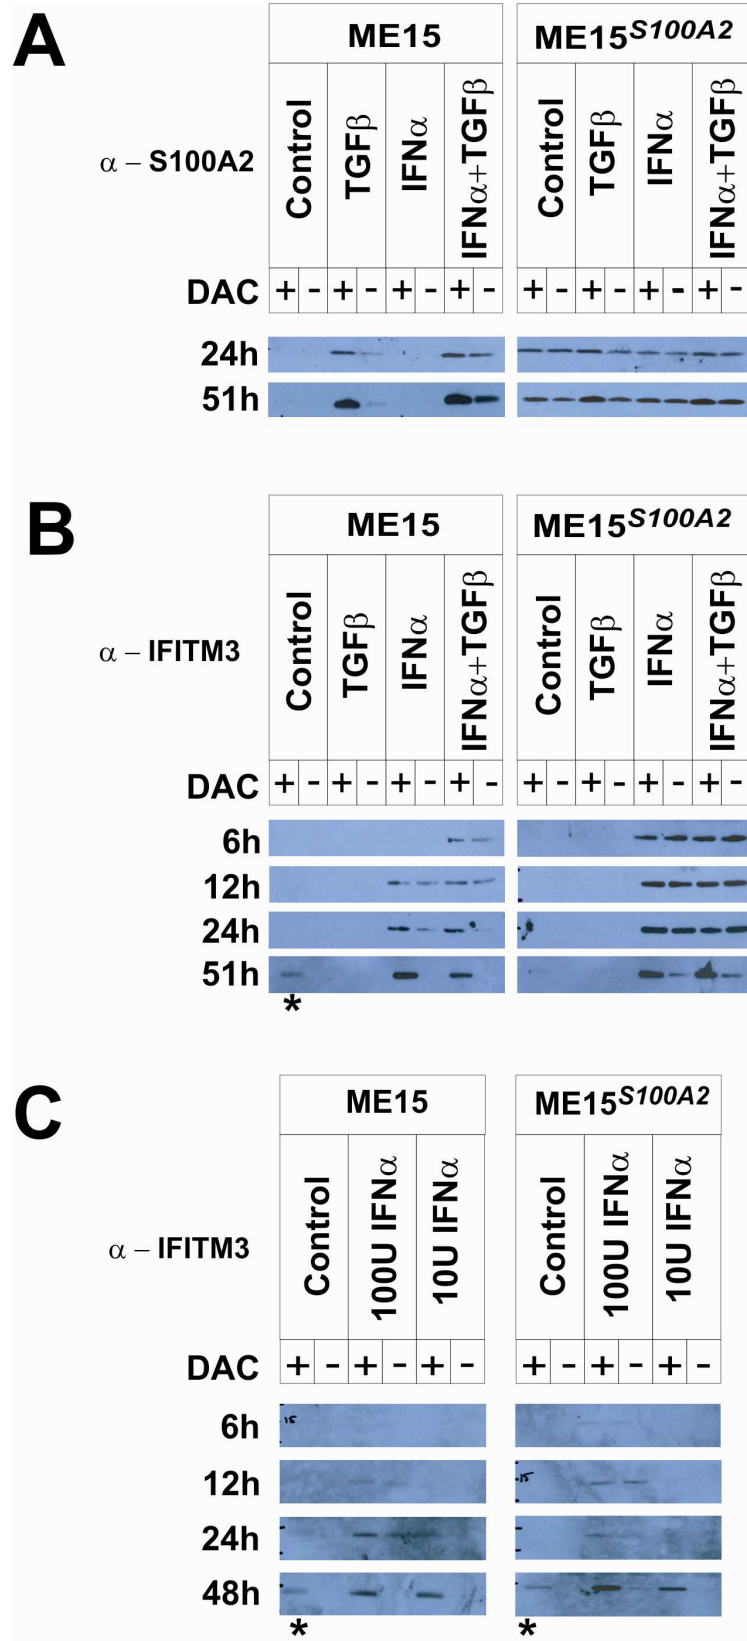 A
ME15
ME15S100A2
α – S100A2
Control
TGFβ
IFNα
IFNα+TGFβ
Control
TGFβ
IFNα
IFNα+TGFβ
DAC + - + - + - + - + - + - + - + -
24h
51h
B
ME15
ME15S100A2
α – IFITM3
Control
TGFβ
IFNα
IFNα+TGFβ
Control
TGFβ
IFNα
IFNα+TGFβ
DAC + - + - + - + - + - + - + - + -
6h
12h
24h
51h
*
C
ME15
ME15S100A2
α – IFITM3
Control
100U IFNα
10U IFNα
Control
100U IFNα
10U IFNα
DAC + - + - + - + - + - + -
6h 15
12h 15
24h
48h
* *